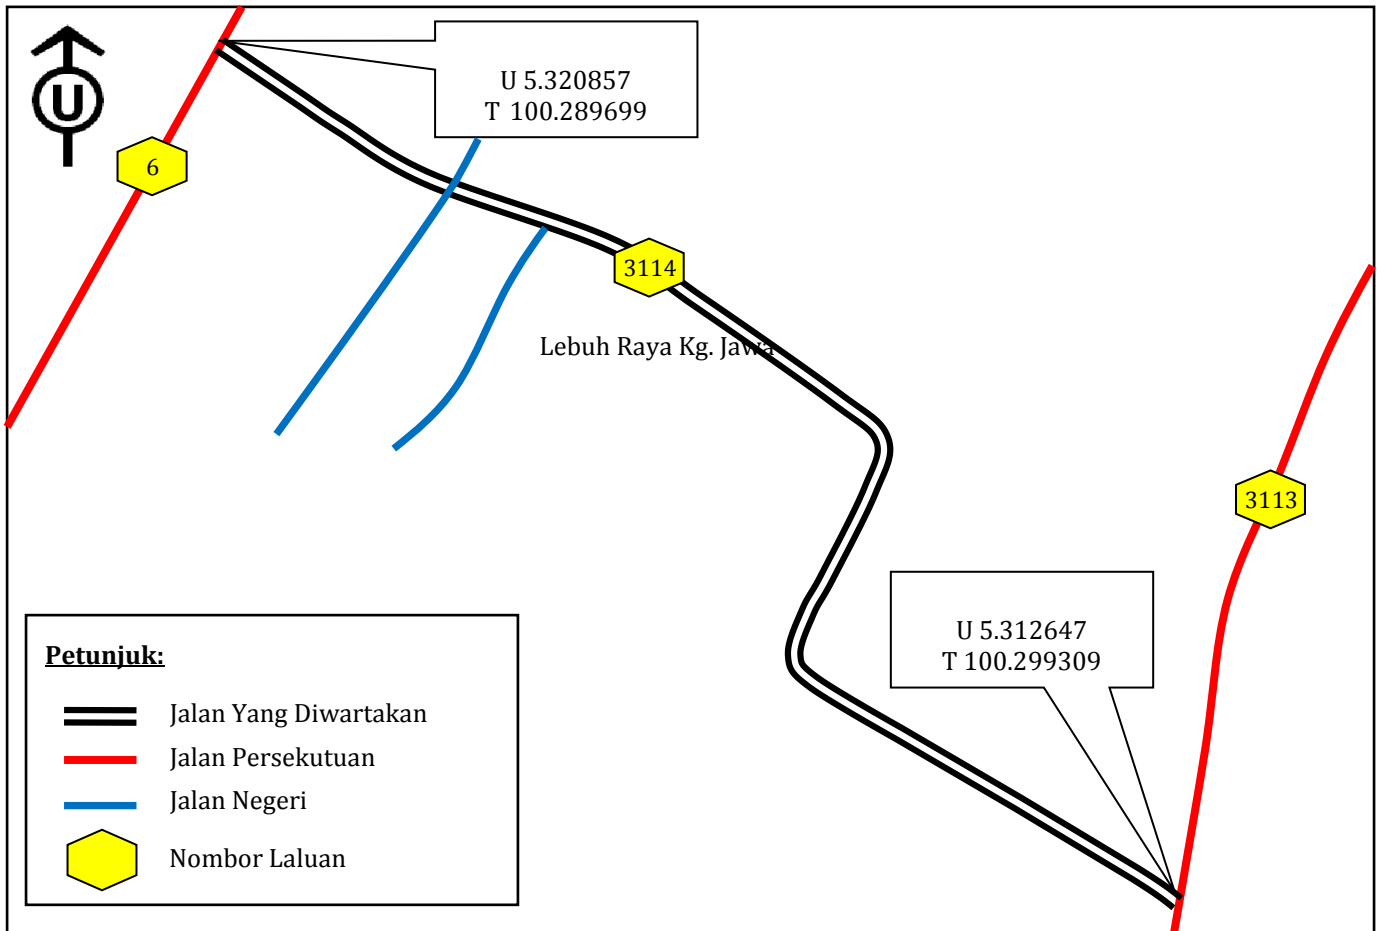 U
U 5.320857
T 100.289699
6
3114
Lebuh Raya Kg. Jawa
3113
U 5.312647
T 100.299309
Petunjuk:
Jalan Yang Diwartakan
Jalan Persekutuan
Jalan Negeri
Nombor Laluan